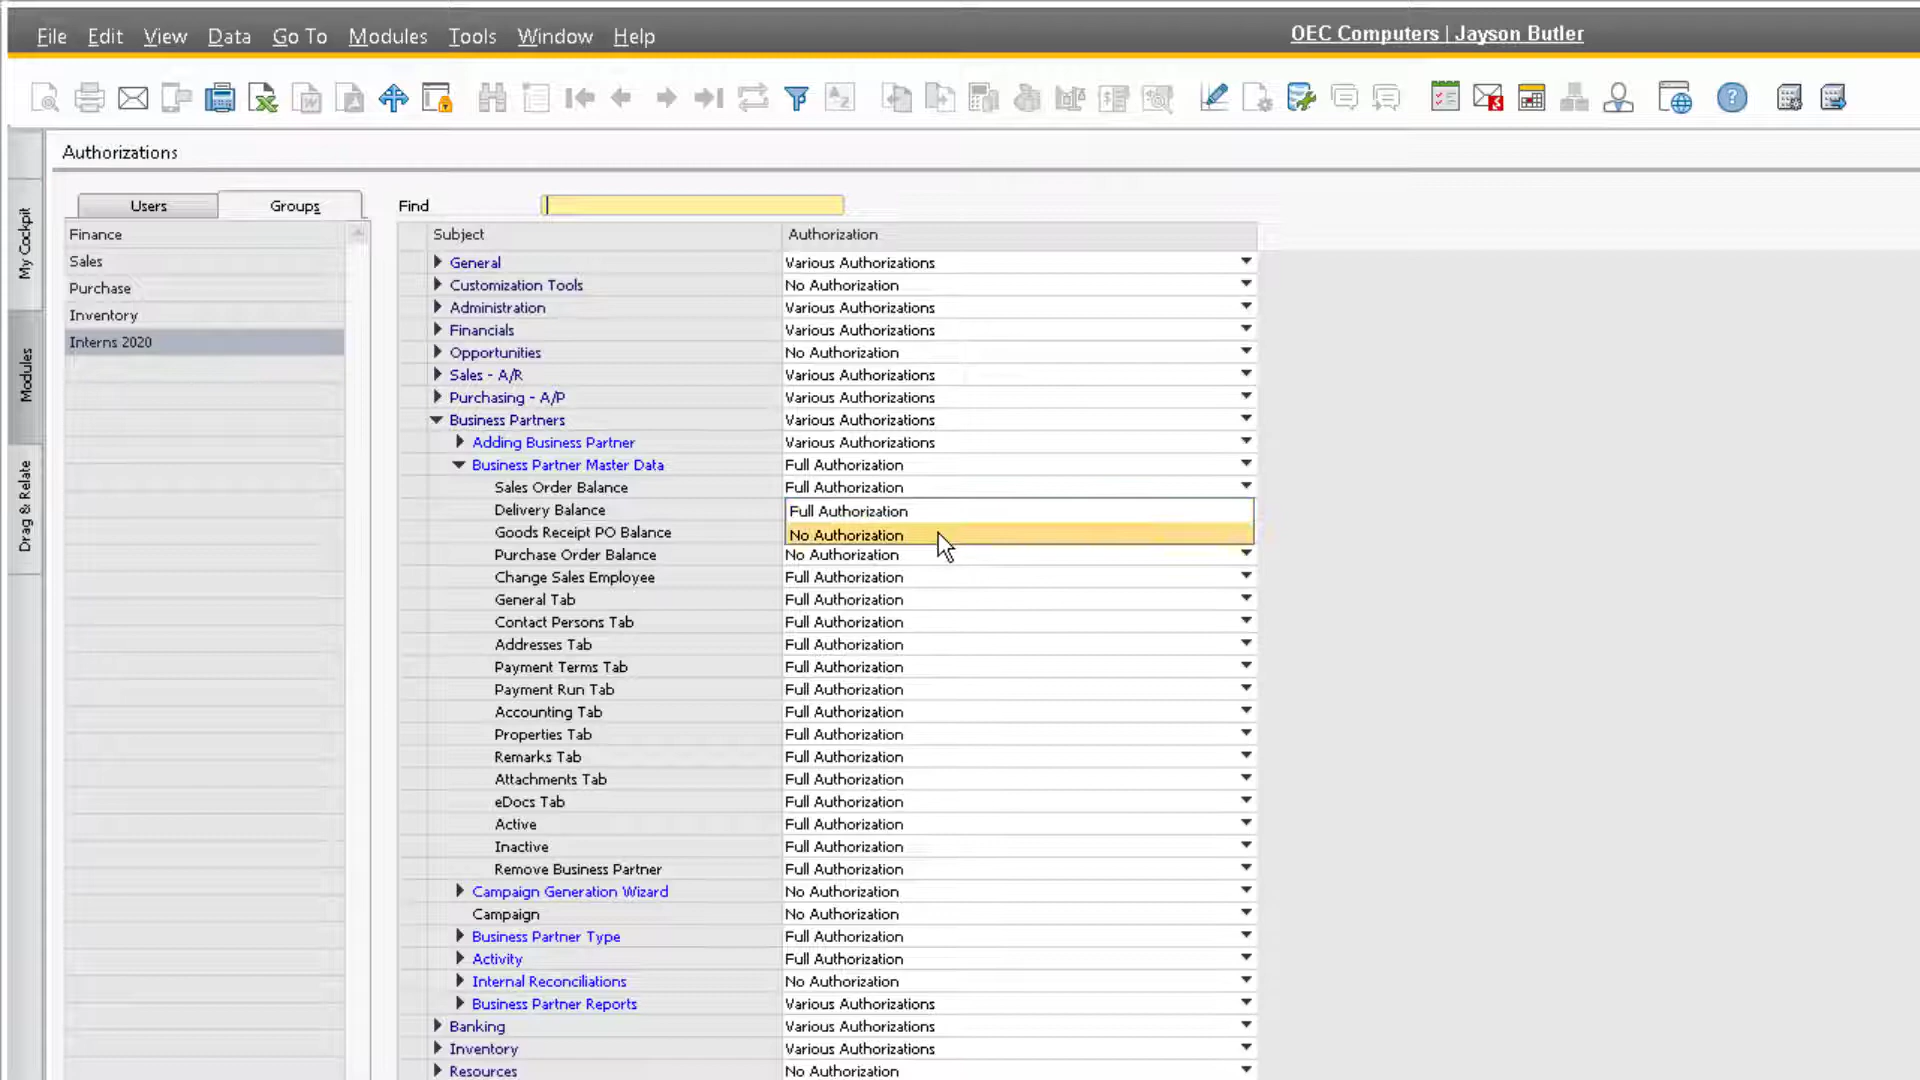 File Edit View Data Go To Modules Tools Window Help
OEC Computers | Jayson Butler
Authorizations
My Cockpit
Modules
Drag & Relate
Users Groups
Find
Finance
Sales
Purchase
Inventory
Interns 2020
Subject Authorization
General Various Authorizations
Customization Tools No Authorization
Administration Various Authorizations
Financials Various Authorizations
Opportunities No Authorization
Sales - A/R Various Authorizations
Purchasing - A/P Various Authorizations
Business Partners Various Authorizations
Adding Business Partner Various Authorizations
Business Partner Master Data Full Authorization
Sales Order Balance Full Authorization
Delivery Balance Full Authorization
Goods Receipt PO Balance No Authorization
Purchase Order Balance No Authorization
Change Sales Employee Full Authorization
General Tab Full Authorization
Contact Persons Tab Full Authorization
Addresses Tab Full Authorization
Payment Terms Tab Full Authorization
Payment Run Tab Full Authorization
Accounting Tab Full Authorization
Properties Tab Full Authorization
Remarks Tab Full Authorization
Attachments Tab Full Authorization
eDocs Tab Full Authorization
Active Full Authorization
Inactive Full Authorization
Remove Business Partner Full Authorization
Campaign Generation Wizard No Authorization
Campaign No Authorization
Business Partner Type Full Authorization
Activity Full Authorization
Internal Reconciliations No Authorization
Business Partner Reports Various Authorizations
Banking Various Authorizations
Inventory Various Authorizations
Resources No Authorization